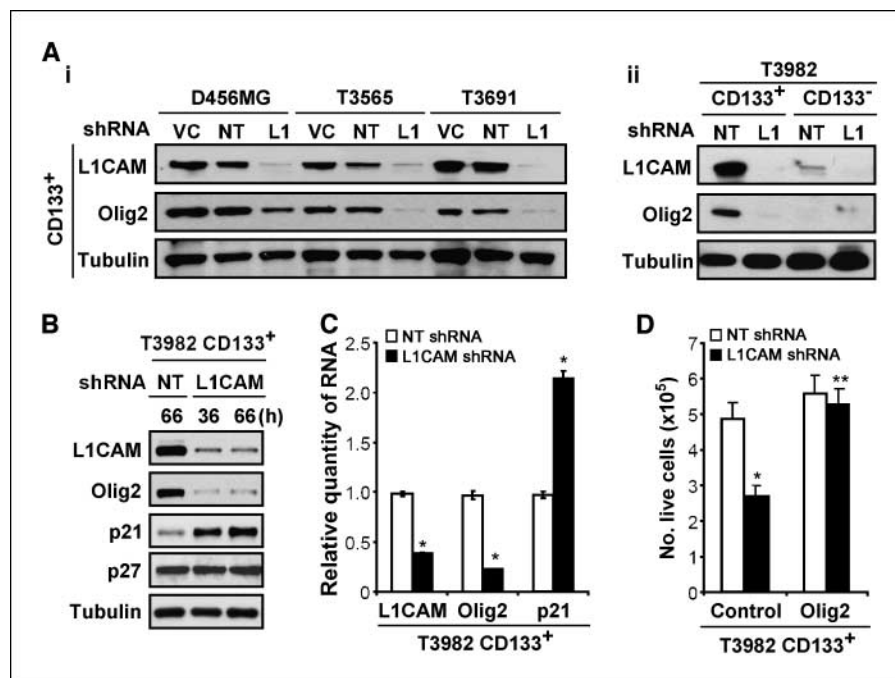 A
i
D456MG T3565 T3691
shRNA VC NT L1 VC NT L1 VC NT L1
CD133+
L1CAM
Olig2
Tubulin
ii
T3982
CD133+ CD133-
shRNA NT L1 NT L1
L1CAM
Olig2
Tubulin
B
T3982 CD133+
shRNA NT L1CAM
66 36 66(h)
L1CAM
Olig2
p21
p27
Tubulin
C
NT shRNA
L1CAM shRNA
Relative quantity of RNA
2.5
2.0
1.5
1.0
0.5
0
*
*
*
L1CAM Olig2 p21
T3982 CD133+
D
NT shRNA
L1CAM shRNA
No. live cells (x105)
7
6
5
4
3
2
1
0
*
**
Control Olig2
T3982 CD133+